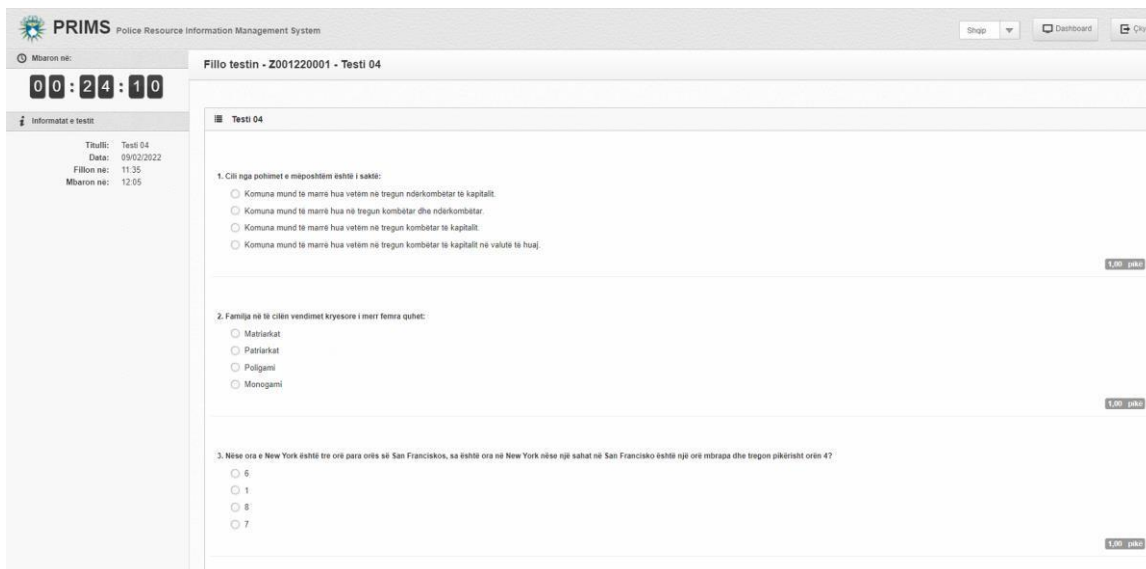 PRIMS Police Resource Information Management System
Shqip
Dashboard
Mbaron në:
00:24:10
Informatat e testit
Titulli: Testi 04
Data: 09/02/2022
Fillon në: 11:35
Mbaron në: 12:05
Fillo testin - Z001220001 - Testi 04
Testi 04
1. Cili nga pohimet e mëposhtëm është i saktë:
Komuna mund të marrë hua vetëm në tregun ndërkombëtar të kapitalit.
Komuna mund të marrë hua në tregun kombëtar dhe ndërkombëtar.
Komuna mund të marrë hua vetëm në tregun kombëtar të kapitalit.
Komuna mund të marrë hua vetëm në tregun kombëtar të kapitalit në valutë të huaj.
1,00 pikë
2. Familja në të cilën vendimet kryesore i merr femra quhet:
Matriarkat
Patriarkat
Poligami
Monogami
1,00 pikë
3. Nëse ora e New York është tre orë para orës së San Franciskos, sa është ora në New York nëse një sahat në San Francisko është një orë mbrapa dhe tregon pikërisht orën 4?
6
1
8
7
1,00 pikë